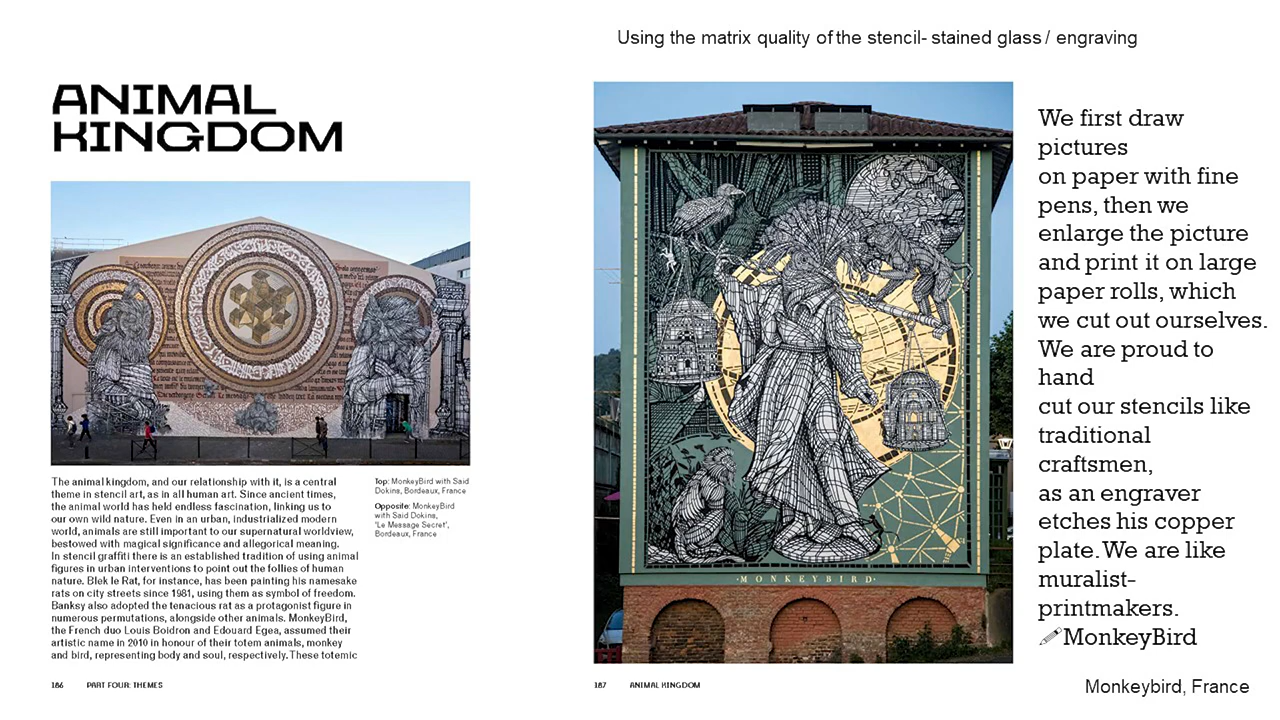 Using the matrix quality of the stencil- stained glass / engraving
ANIMAL
KINGDOM
The animal kingdom, and our relationship with it, is a central
theme in stencil art, as in all human art. Since ancient times,
the animal world has held endless fascination, linking us to
our own wild nature. Even in an urban, industrialized modern
world, animals are still important to our supernatural worldview,
bestowed with magical significance and allegorical meaning.
In stencil graffiti there is an established tradition of using animal
figures in urban interventions to point out the follies of human
nature. Blek le Rat, for instance, has been painting his namesake
rats on city streets since 1981, using them as symbol of freedom.
Banksy also adopted the tenacious rat as a protagonist figure in
numerous permutations, alongside other animals. MonkeyBird,
the French duo Louis Boidron and Edouard Egea, assumed their
artistic name in 2010 in honour of their totem animals, monkey
and bird, representing body and soul, respectively. These totemic
Top: MonkeyBird with Said
Dokins, Bordeaux, France
Opposite: MonkeyBird
with Said Dokins,
'Le Message Secret',
Bordeaux, France
186 PART FOUR: THEMES
·MONKEYBIRD·
187 ANIMAL KINGDOM
We first draw
pictures
on paper with fine
pens, then we
enlarge the picture
and print it on large
paper rolls, which
we cut out ourselves.
We are proud to
hand
cut our stencils like
traditional
craftsmen,
as an engraver
etches his copper
plate. We are like
muralist-
printmakers.
MonkeyBird
Monkeybird, France